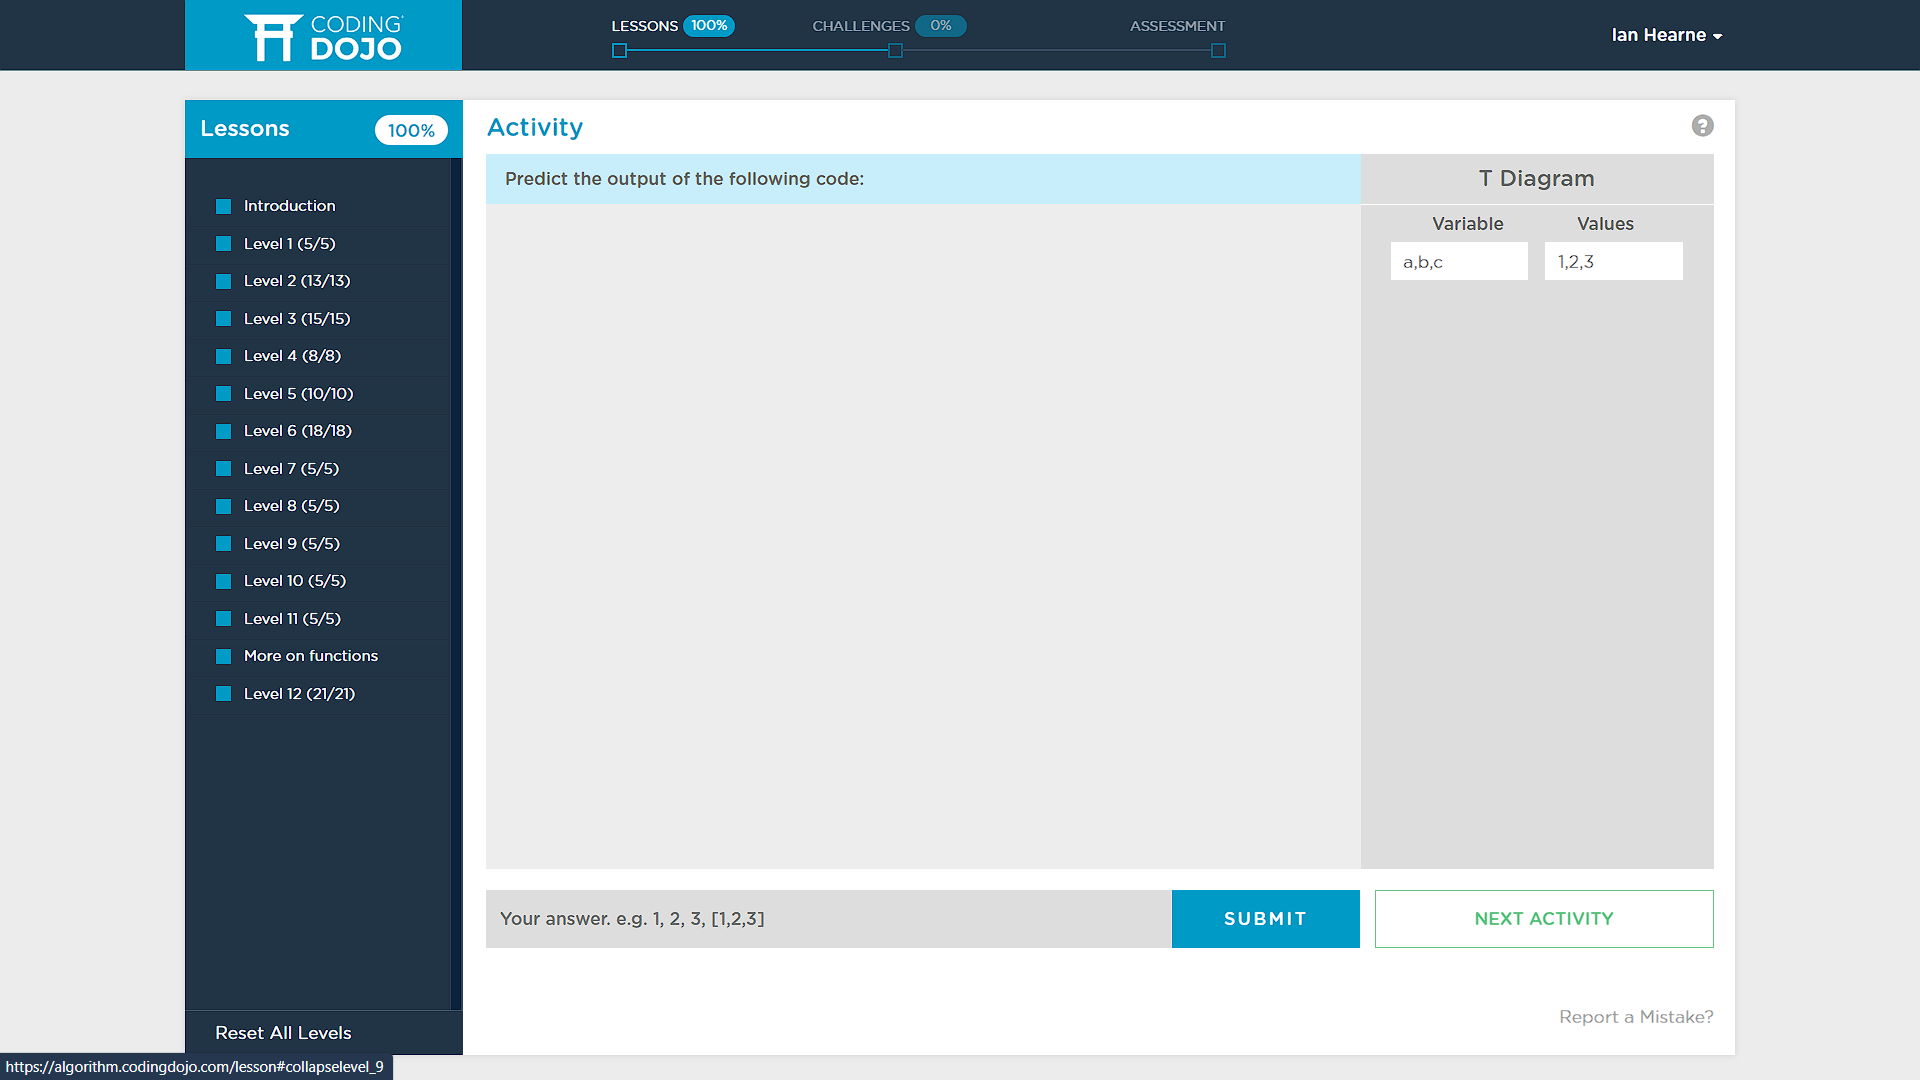 CODING
DOJO
LESSONS 100%
CHALLENGES 0%
ASSESSMENT
Ian Hearne
Lessons 100%
Introduction
Level 1 (5/5)
Level 2 (13/13)
Level 3 (15/15)
Level 4 (8/8)
Level 5 (10/10)
Level 6 (18/18)
Level 7 (5/5)
Level 8 (5/5)
Level 9 (5/5)
Level 10 (5/5)
Level 11 (5/5)
More on functions
Level 12 (21/21)
Reset All Levels
Activity
?
Predict the output of the following code:
T Diagram
Variable Values
a,b,c 1,2,3
Your answer. e.g. 1, 2, 3, [1,2,3]
SUBMIT
NEXT ACTIVITY
Report a Mistake?
https://algorithm.codingdojo.com/lesson#collapselevel_9